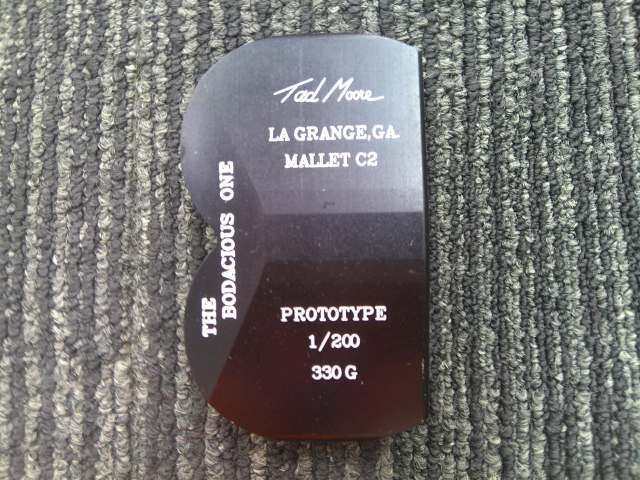 Tad Moore
LA GRANGE, GA.
MALLET C2
THE
BODACIOUS ONE
PROTOTYPE
1/200
330 G